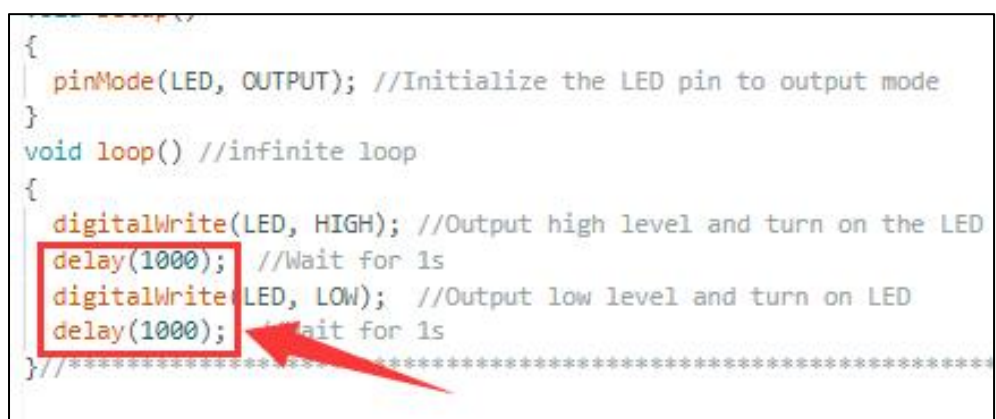 {
pinMode(LED, OUTPUT); //Initialize the LED pin to output mode
}
void loop() //infinite loop
{
digitalWrite(LED, HIGH); //Output high level and turn on the LED
delay(1000); //Wait for 1s
digitalWrite(LED, LOW); //Output low level and turn on LED
delay(1000); //Wait for 1s
}//****************************************************************